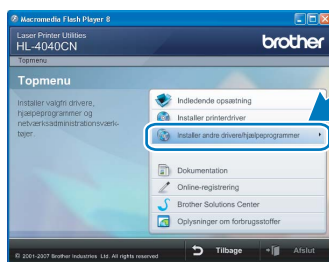 Macromedia Flash Player 8
Laser Printer Utilities
HL-4040CN
brother
Topmenu
Topmenu
Installer valgfri drivere,
hjælpeprogrammer og
netværksadministrationsværk-
tøjer.
Indledende opsætning
Installer printerdriver
Installer andre drivere/hjælpeprogrammer
Dokumentation
Online-registrering
Brother Solutions Center
Oplysninger om forbrugsstoffer
© 2001-2007 Brother Industries Ltd. All rights reserved
Tilbage
Afslut